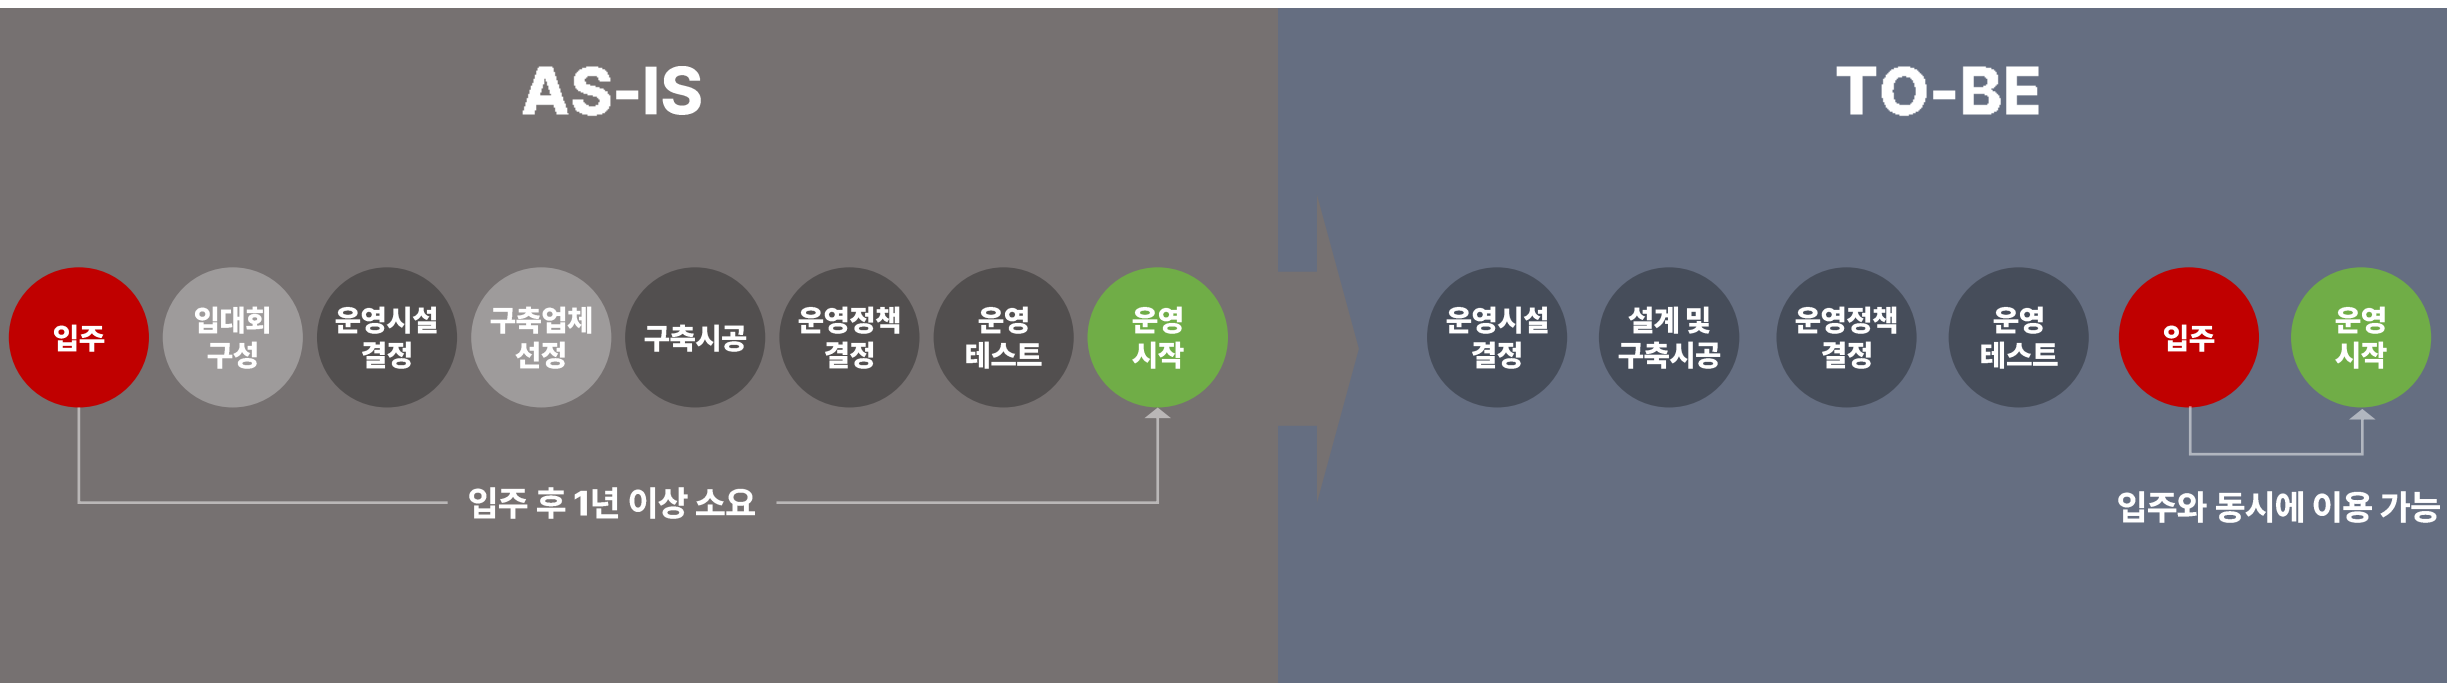 AS-IS
입주
입대회
구성
운영시설
결정
구축업체
선정
구축시공
운영정책
결정
운영
테스트
운영
시작
입주 후 1년 이상 소요
TO-BE
운영시설
결정
설계 및
구축시공
운영정책
결정
운영
테스트
입주
운영
시작
입주와 동시에 이용 가능